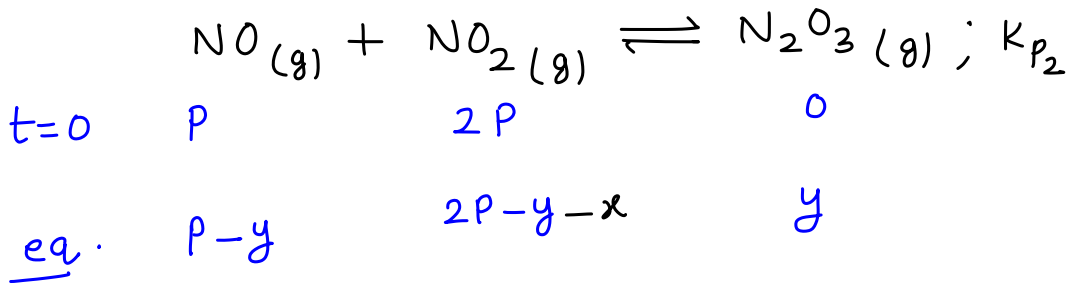 NO(g) + NO₂(g) ⇌ N₂O₃(g) ; Kₚ₂
t=0 P 2P 0
eq. P-y 2P-y-x y